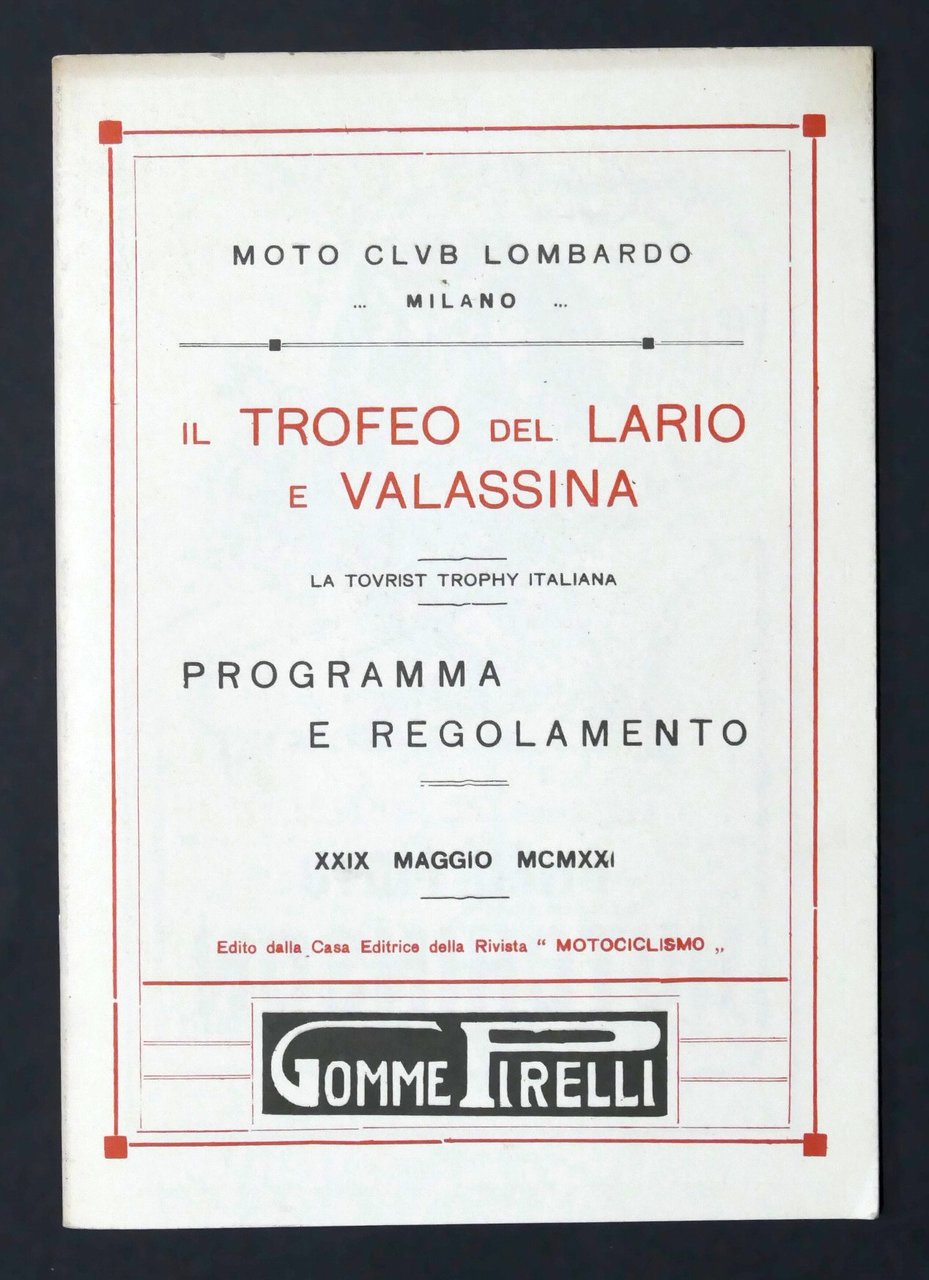 MOTO CLVB LOMBARDO
... MILANO ...
IL TROFEO DEL LARIO
E VALASSINA
LA TOVRIST TROPHY ITALIANA
PROGRAMMA
E REGOLAMENTO
XXIX MAGGIO MCMXXI
Edito dalla Casa Editrice della Rivista “ MOTOCICLISMO „
GOMME PIRELLI